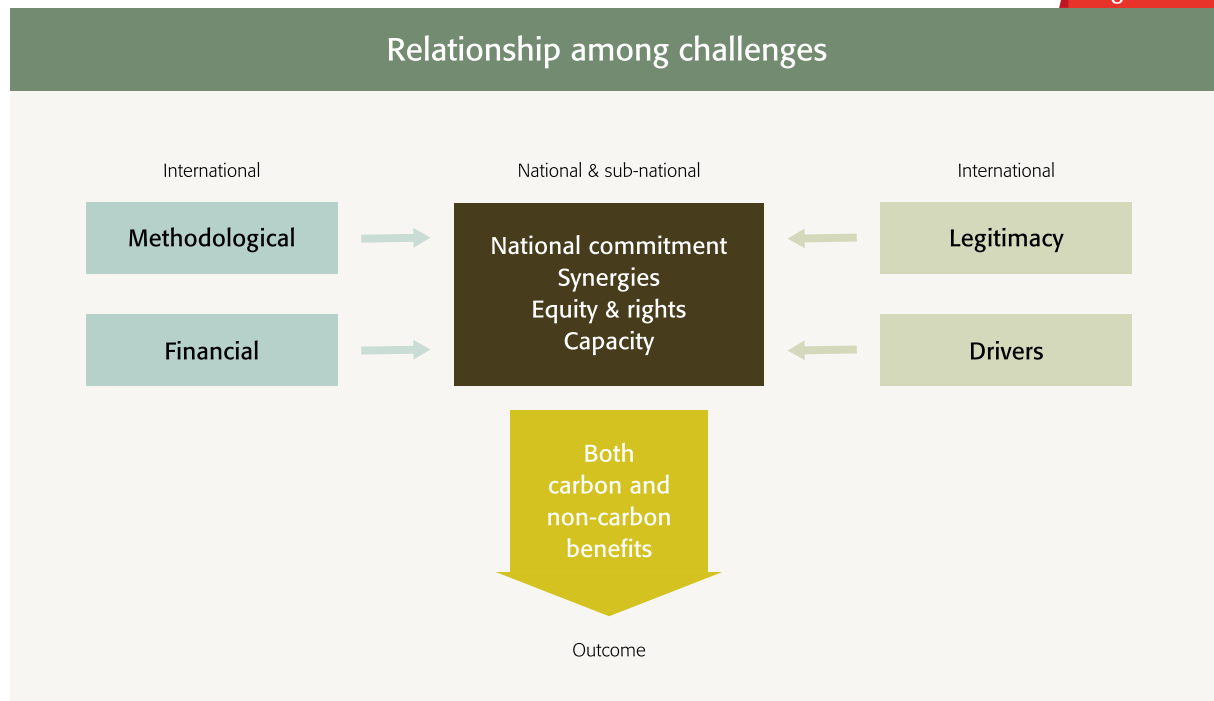 Relationship among challenges
International
National & sub-national
International
Methodological
Financial
National commitment
Synergies
Equity & rights
Capacity
Legitimacy
Drivers
Both
carbon and
non-carbon
benefits
Outcome